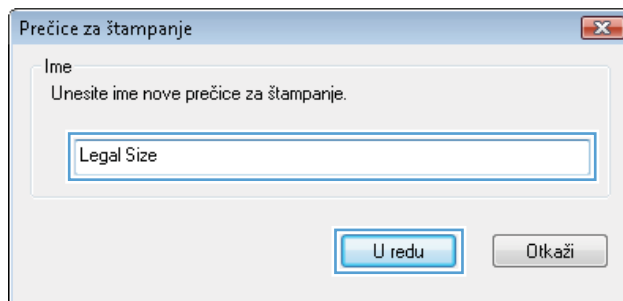 Prečice za štampanje
Ime
Unesite ime nove prečice za štampanje.
Legal Size
U redu
Otkaži